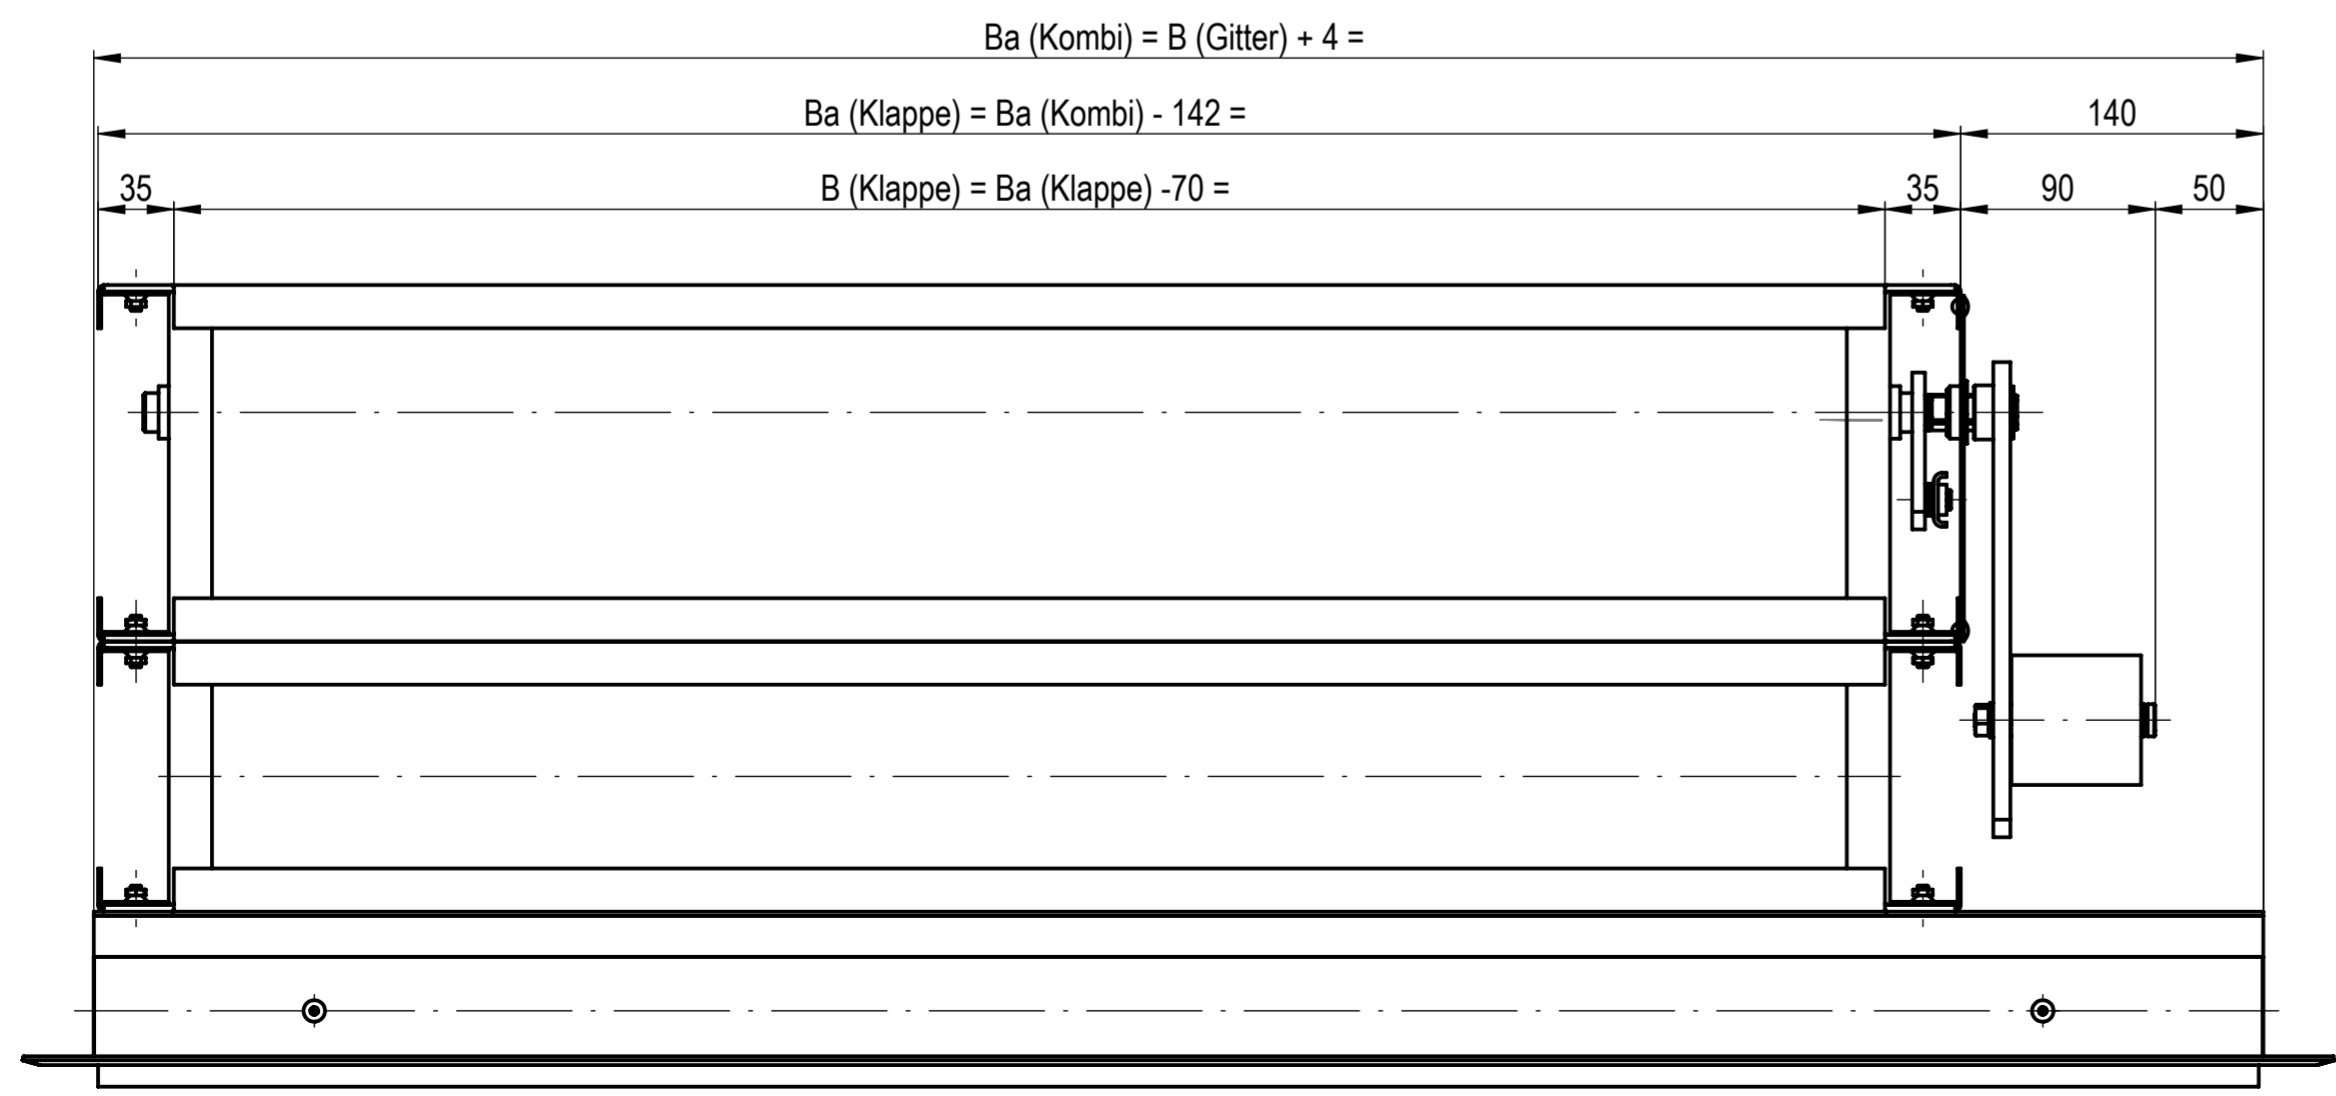 Ba (Kombi) = B (Gitter) + 4 =
Ba (Klappe) = Ba (Kombi) - 142 =
140
35
B (Klappe) = Ba (Klappe) -70 =
35
90
50